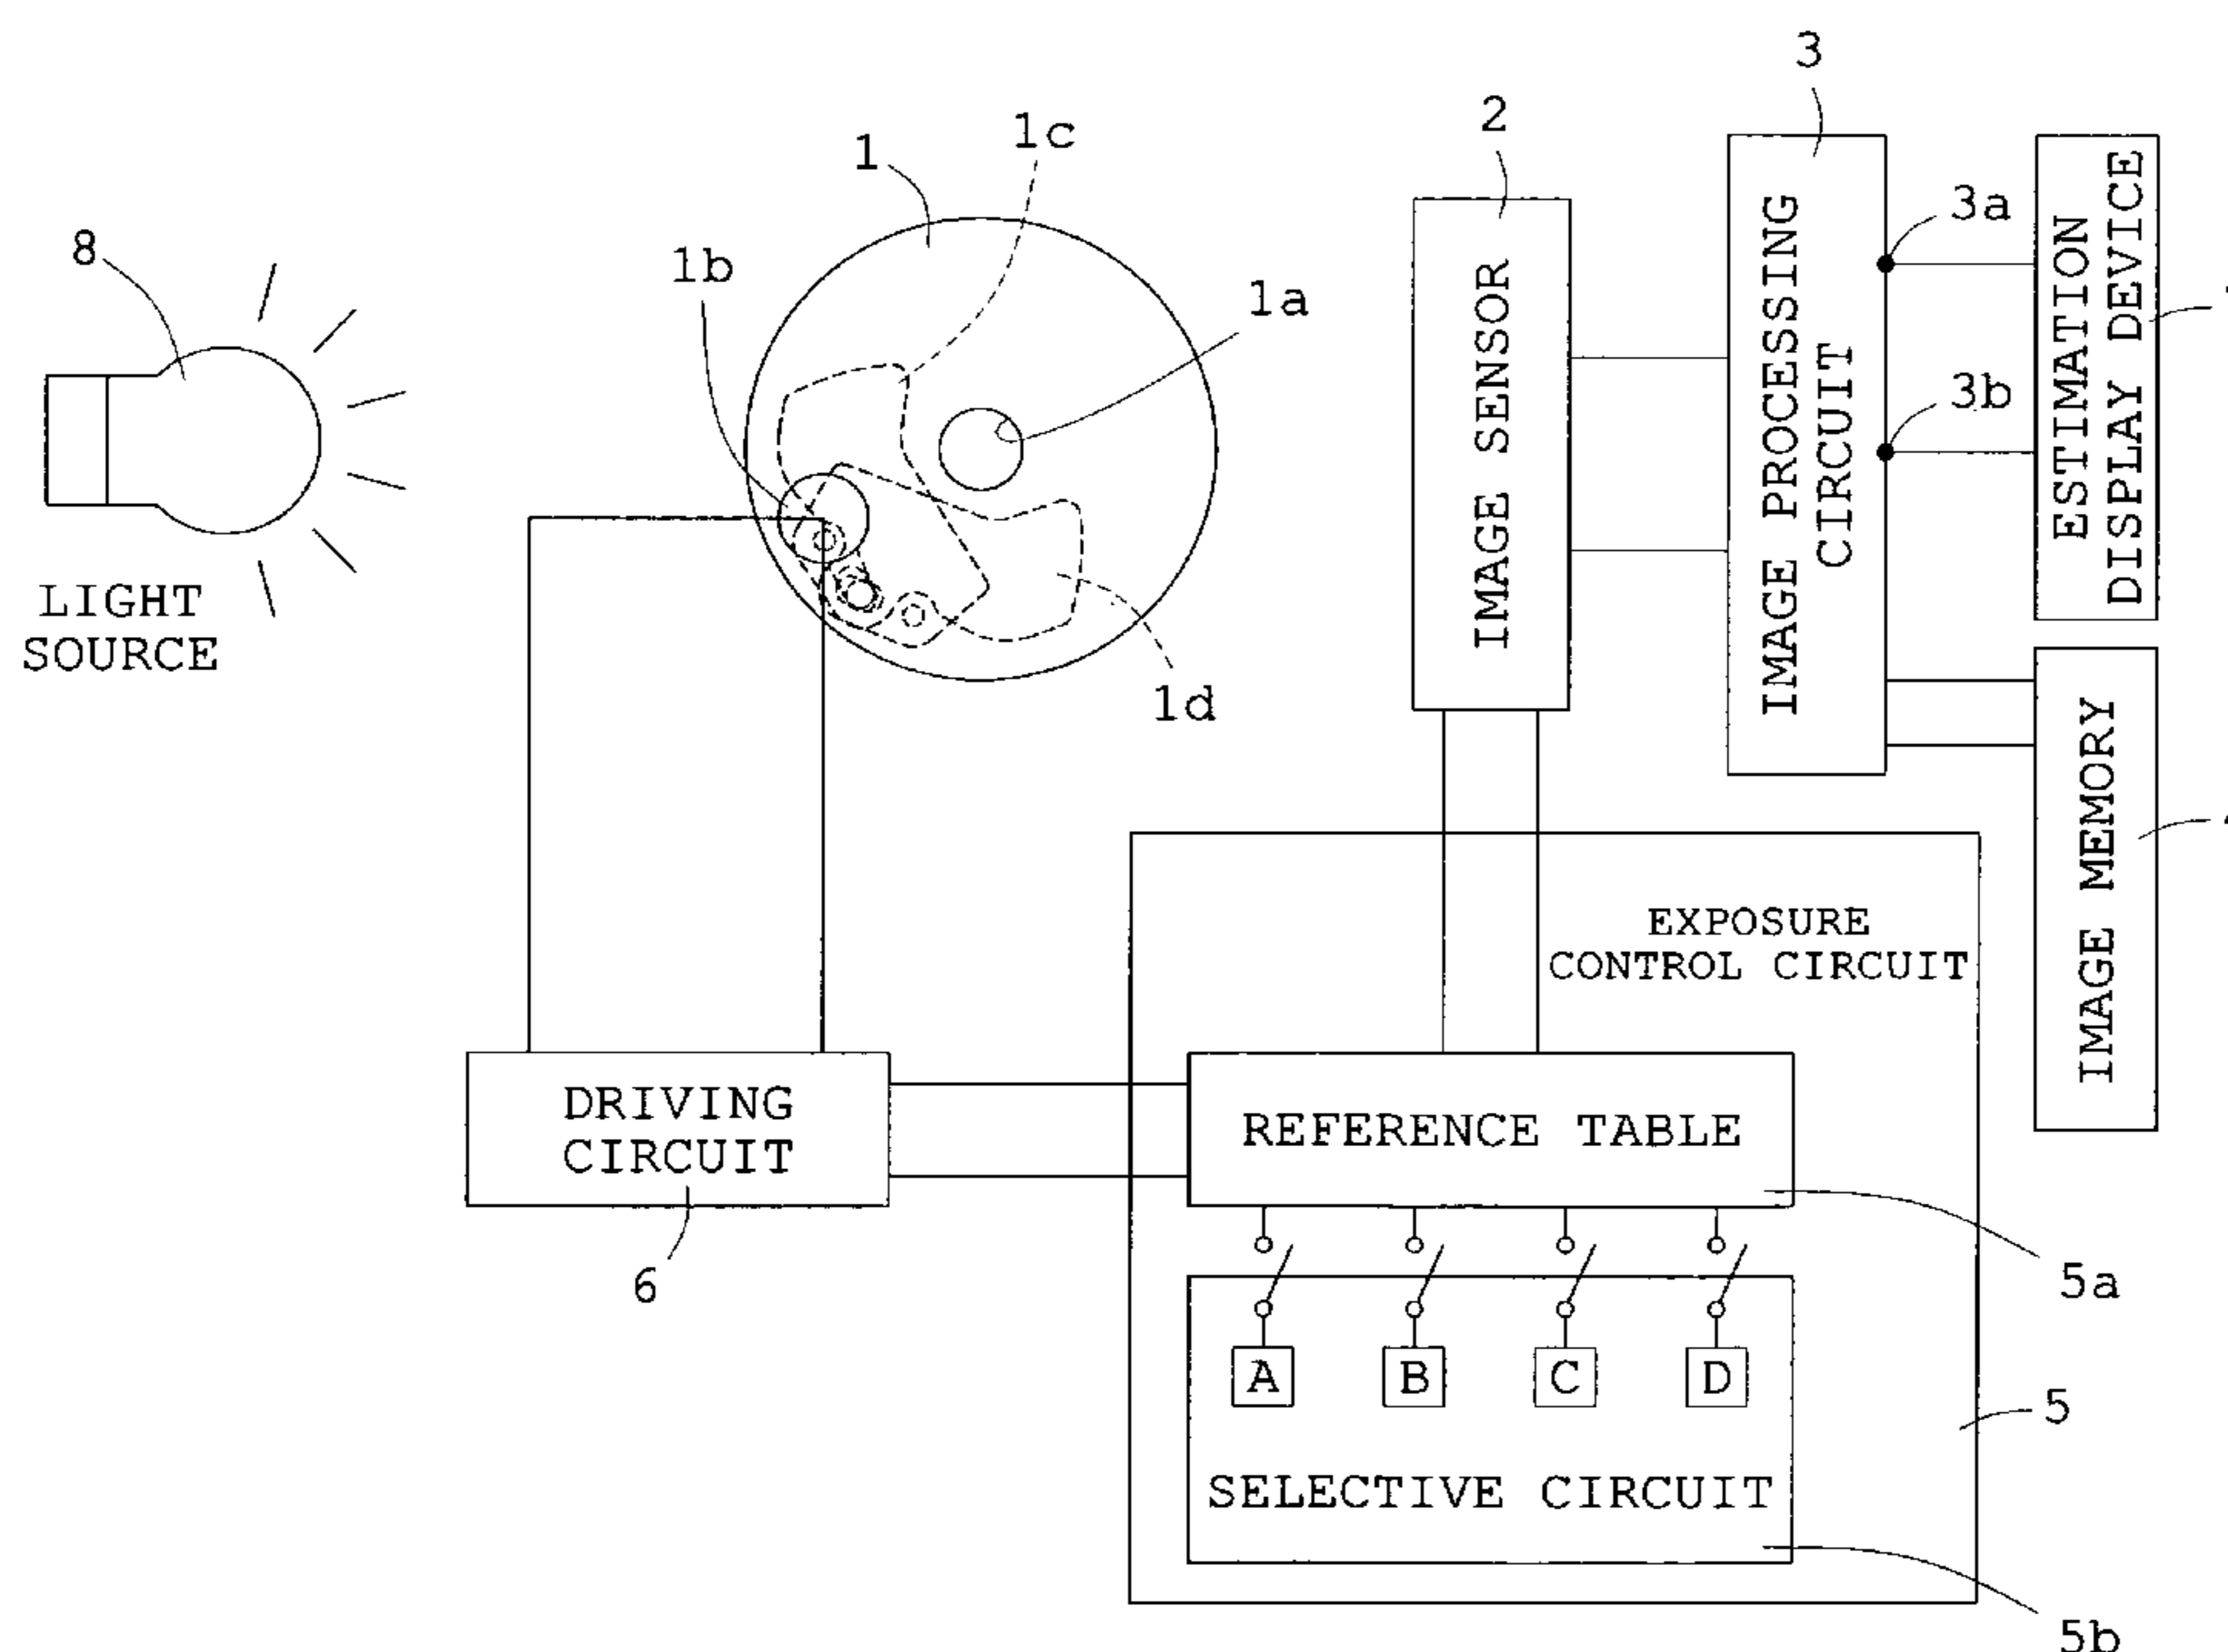 3
2
1c
1
3a
8
1b
1a
IMAGE SENSOR
IMAGE PROCESSING
CIRCUIT
ESTIMATION
DISPLAY DEVICE
3b
LIGHT
SOURCE
1d
IMAGE MEMORY
EXPOSURE
CONTROL CIRCUIT
DRIVING
CIRCUIT
REFERENCE TABLE
6
5a
A B C D
5
SELECTIVE CIRCUIT
5b